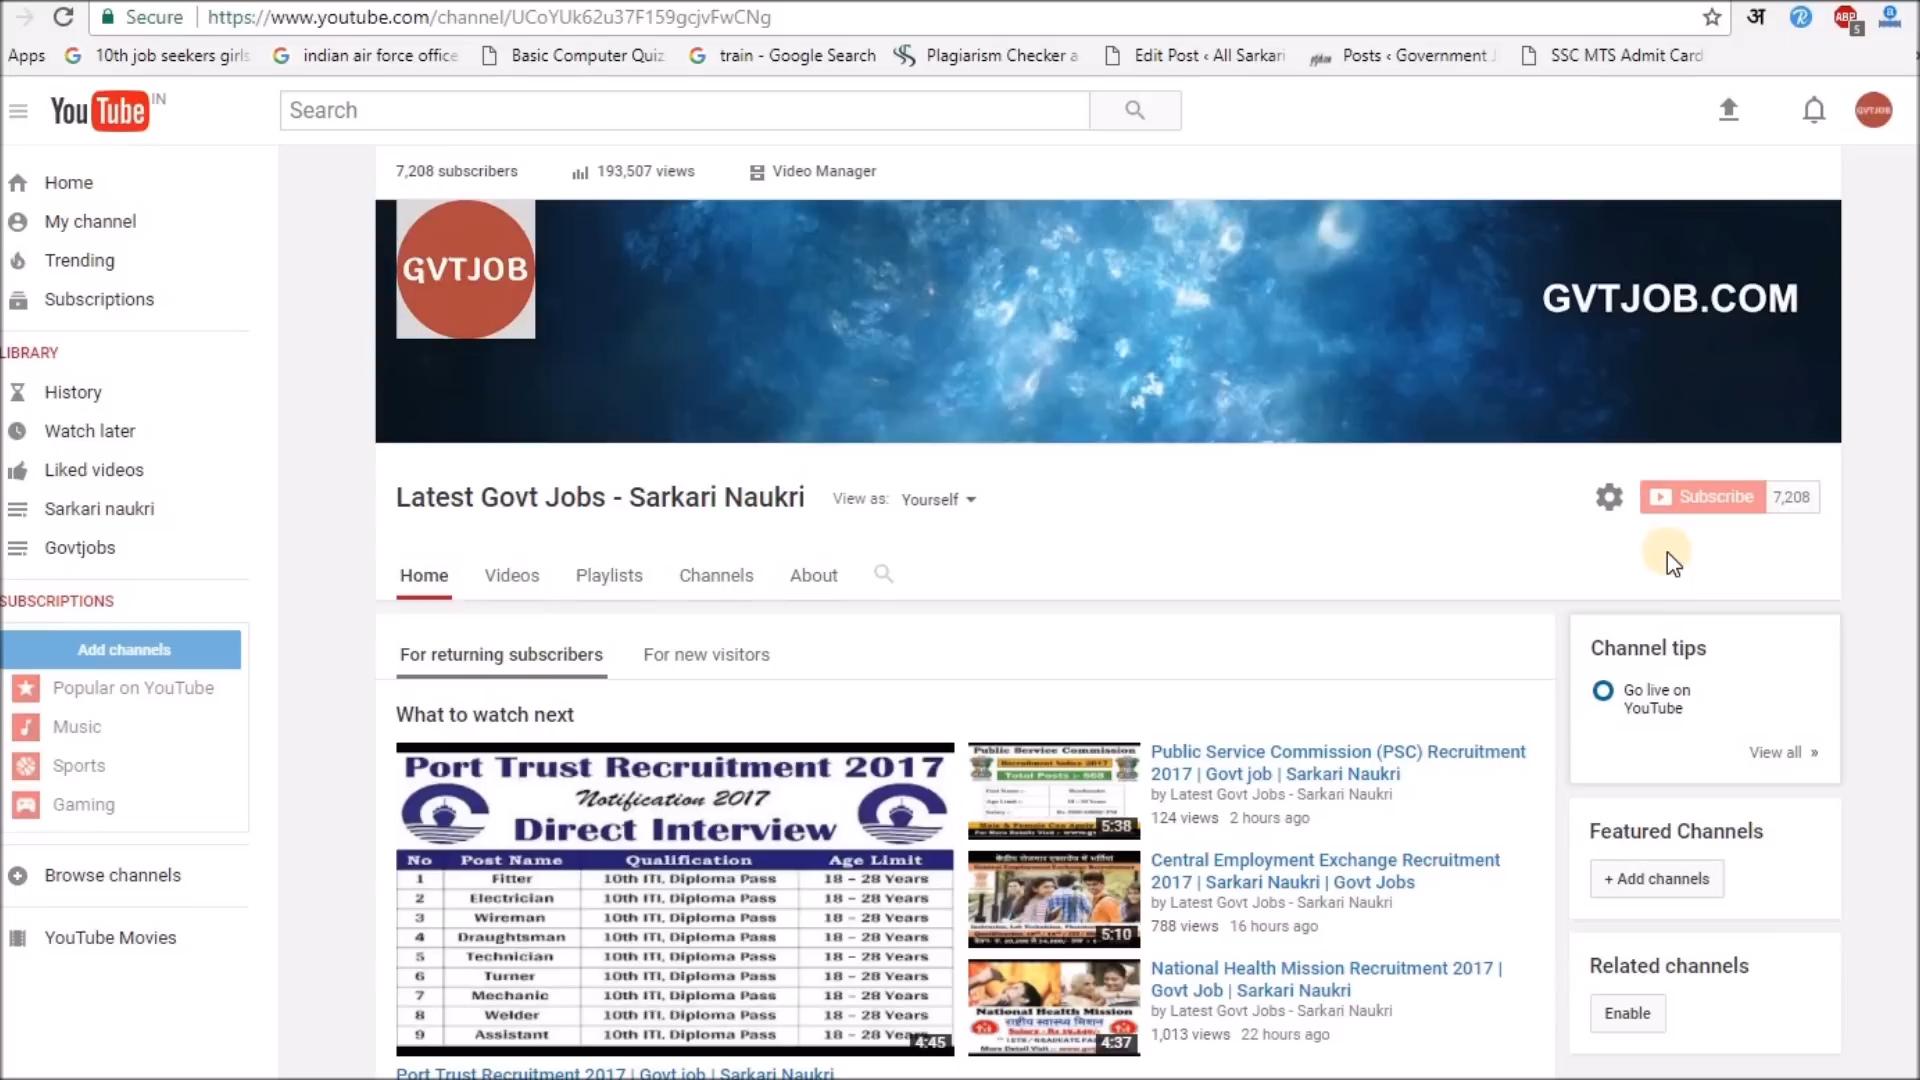 Secure https://www.youtube.com/channel/UCoYUk62u37F159gcjvFwCNg
अ
ABP
5
Apps 10th job seekers girls indian air force office Basic Computer Quiz train - Google Search Plagiarism Checker a Edit Post ‹ All Sarkari Posts ‹ Government J SSC MTS Admit Card
YouTube IN
Search
GVTJOB
Home
My channel
Trending
Subscriptions
LIBRARY
History
Watch later
Liked videos
Sarkari naukri
Govtjobs
SUBSCRIPTIONS
Add channels
Popular on YouTube
Music
Sports
Gaming
Browse channels
YouTube Movies
7,208 subscribers 193,507 views Video Manager
GVTJOB
GVTJOB.COM
Latest Govt Jobs - Sarkari Naukri View as: Yourself
Subscribe 7,208
Home Videos Playlists Channels About
For returning subscribers For new visitors
What to watch next
Port Trust Recruitment 2017
Notification 2017
Direct Interview
No Post Name Qualification Age Limit
1 Fitter 10th ITI, Diploma Pass 18 - 28 Years
2 Electrician 10th ITI, Diploma Pass 18 - 28 Years
3 Wireman 10th ITI, Diploma Pass 18 - 28 Years
4 Draughtsman 10th ITI, Diploma Pass 18 - 28 Years
5 Technician 10th ITI, Diploma Pass 18 - 28 Years
6 Turner 10th ITI, Diploma Pass 18 - 28 Years
7 Mechanic 10th ITI, Diploma Pass 18 - 28 Years
8 Welder 10th ITI, Diploma Pass 18 - 28 Years
9 Assistant 10th ITI, Diploma Pass 18 - 28 Years
4:45
Port Trust Recruitment 2017 | Govt job | Sarkari Naukri
Public Service Commission
Recruitment Notice 2017
Total Posts :- 668
5:38
Public Service Commission (PSC) Recruitment
2017 | Govt job | Sarkari Naukri
by Latest Govt Jobs - Sarkari Naukri
124 views 2 hours ago
5:10
Central Employment Exchange Recruitment
2017 | Sarkari Naukri | Govt Jobs
by Latest Govt Jobs - Sarkari Naukri
788 views 16 hours ago
National Health Mission
राष्ट्रीय स्वास्थ्य मिशन
4:37
National Health Mission Recruitment 2017 |
Govt Job | Sarkari Naukri
by Latest Govt Jobs - Sarkari Naukri
1,013 views 22 hours ago
Channel tips
Go live on
YouTube
View all »
Featured Channels
+ Add channels
Related channels
Enable